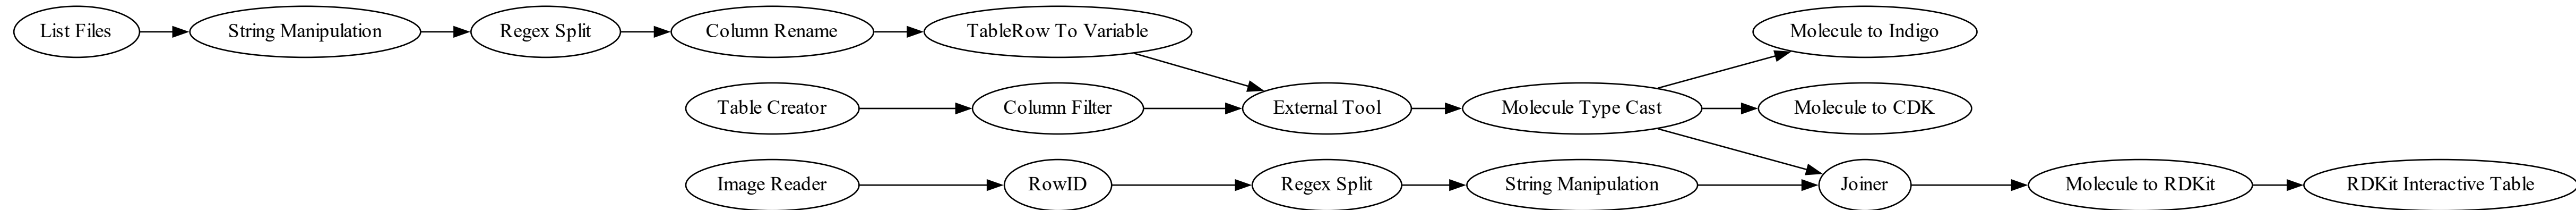 List Files
String Manipulation
Regex Split
Column Rename
TableRow To Variable
Molecule to Indigo
Table Creator
Column Filter
External Tool
Molecule Type Cast
Molecule to CDK
Image Reader
RowID
Regex Split
String Manipulation
Joiner
Molecule to RDKit
RDKit Interactive Table